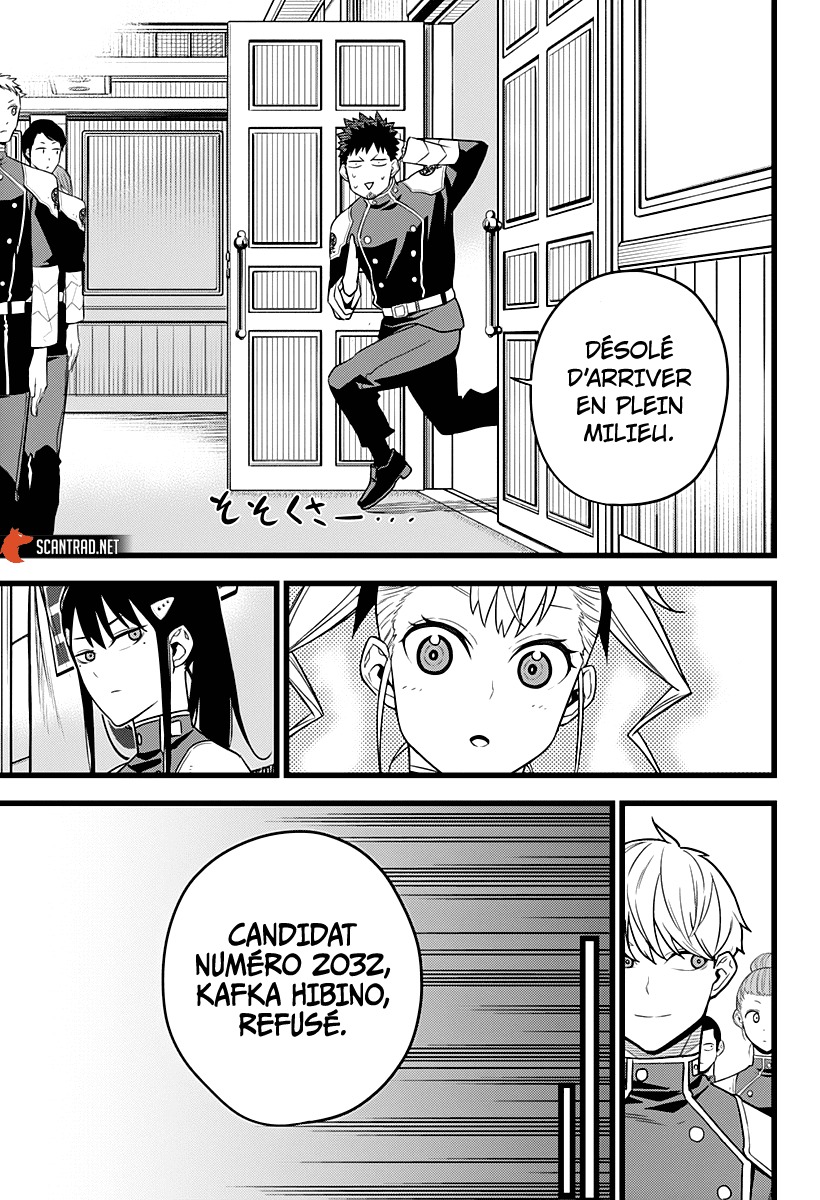 DÉSOLÉ
D'ARRIVER
EN PLEIN
MILIEU.
そそくさー...
SCANTRAD.NET
CANDIDAT
NUMÉRO 2032,
KAFKA HIBINO,
REFUSÉ.